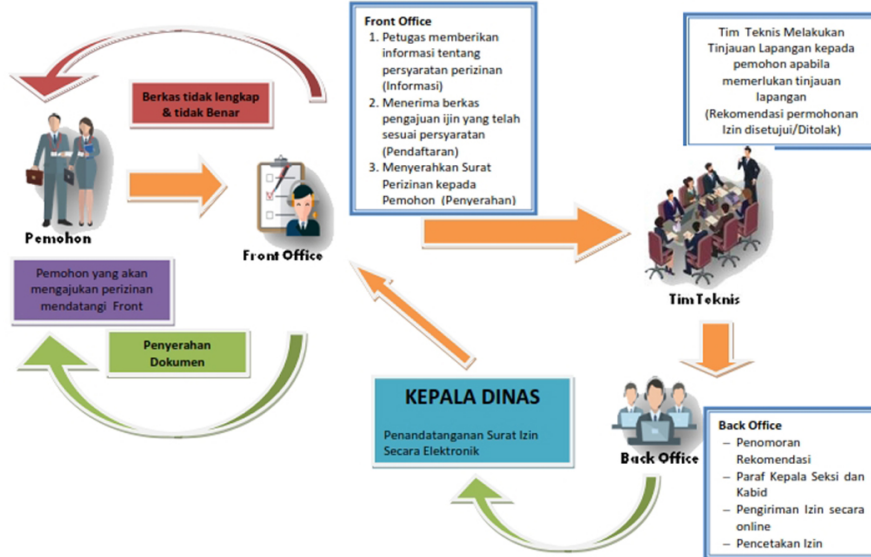 Berkas tidak lengkap
& tidak Benar
Pemohon
Pemohon yang akan
mengajukan perizinan
mendatangi Front
Penyerahan
Dokumen
Front Office
Front Office
1. Petugas memberikan
informasi tentang
persyaratan perizinan
(Informasi)
2. Menerima berkas
pengajuan ijin yang telah
sesuai persyaratan
(Pendaftaran)
3. Menyerahkan Surat
Perizinan kepada
Pemohon (Penyerahan)
Tim Teknis Melakukan
Tinjauan Lapangan kepada
pemohon apabila
memerlukan tinjauan
lapangan
(Rekomendasi permohonan
Izin disetujui/Ditolak)
Tim Teknis
Back Office
Back Office
– Penomoran
Rekomendasi
– Paraf Kepala Seksi dan
Kabid
– Pengiriman Izin secara
online
– Pencetakan Izin
KEPALA DINAS
Penandatanganan Surat Izin
Secara Elektronik